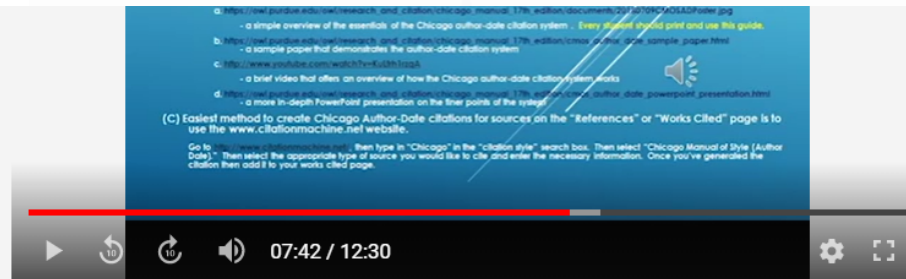 a. https://owl.purdue.edu/owl/research_and_citation/chicago_manual_17th_edition/documents/20180709CMOSADPoster.jpg
- a simple overview of the essentials of the Chicago author-date citation system . Every student should print and use this guide.
b. https://owl.purdue.edu/owl/research_and_citation/chicago_manual_17th_edition/cmos_author_date_sample_paper.html
- a sample paper that demonstrates the author-date citation system
c. http://www.youtube.com/
- a brief video that offers an overview of how the Chicago author-date citation system works
d. https://owl.purdue.edu/owl/research_and_citation/chicago_manual_17th_edition/cmos_author_date_powerpoint_presentation.html
- a more in-depth PowerPoint presentation on the finer points of the system
(C) Easiest method to create Chicago Author-Date citations for sources on the "References" or "Works Cited" page is to
use the www.citationmachine.net website.
Go to http://www.citationmachine.net/, then type in "Chicago" in the "citation style" search box. Then select "Chicago Manual of Style (Author
Date)." Then select the appropriate type of source you would like to cite and enter the necessary information. Once you've generated the
citation then add it to your works cited page.
10 10 07:42 / 12:30